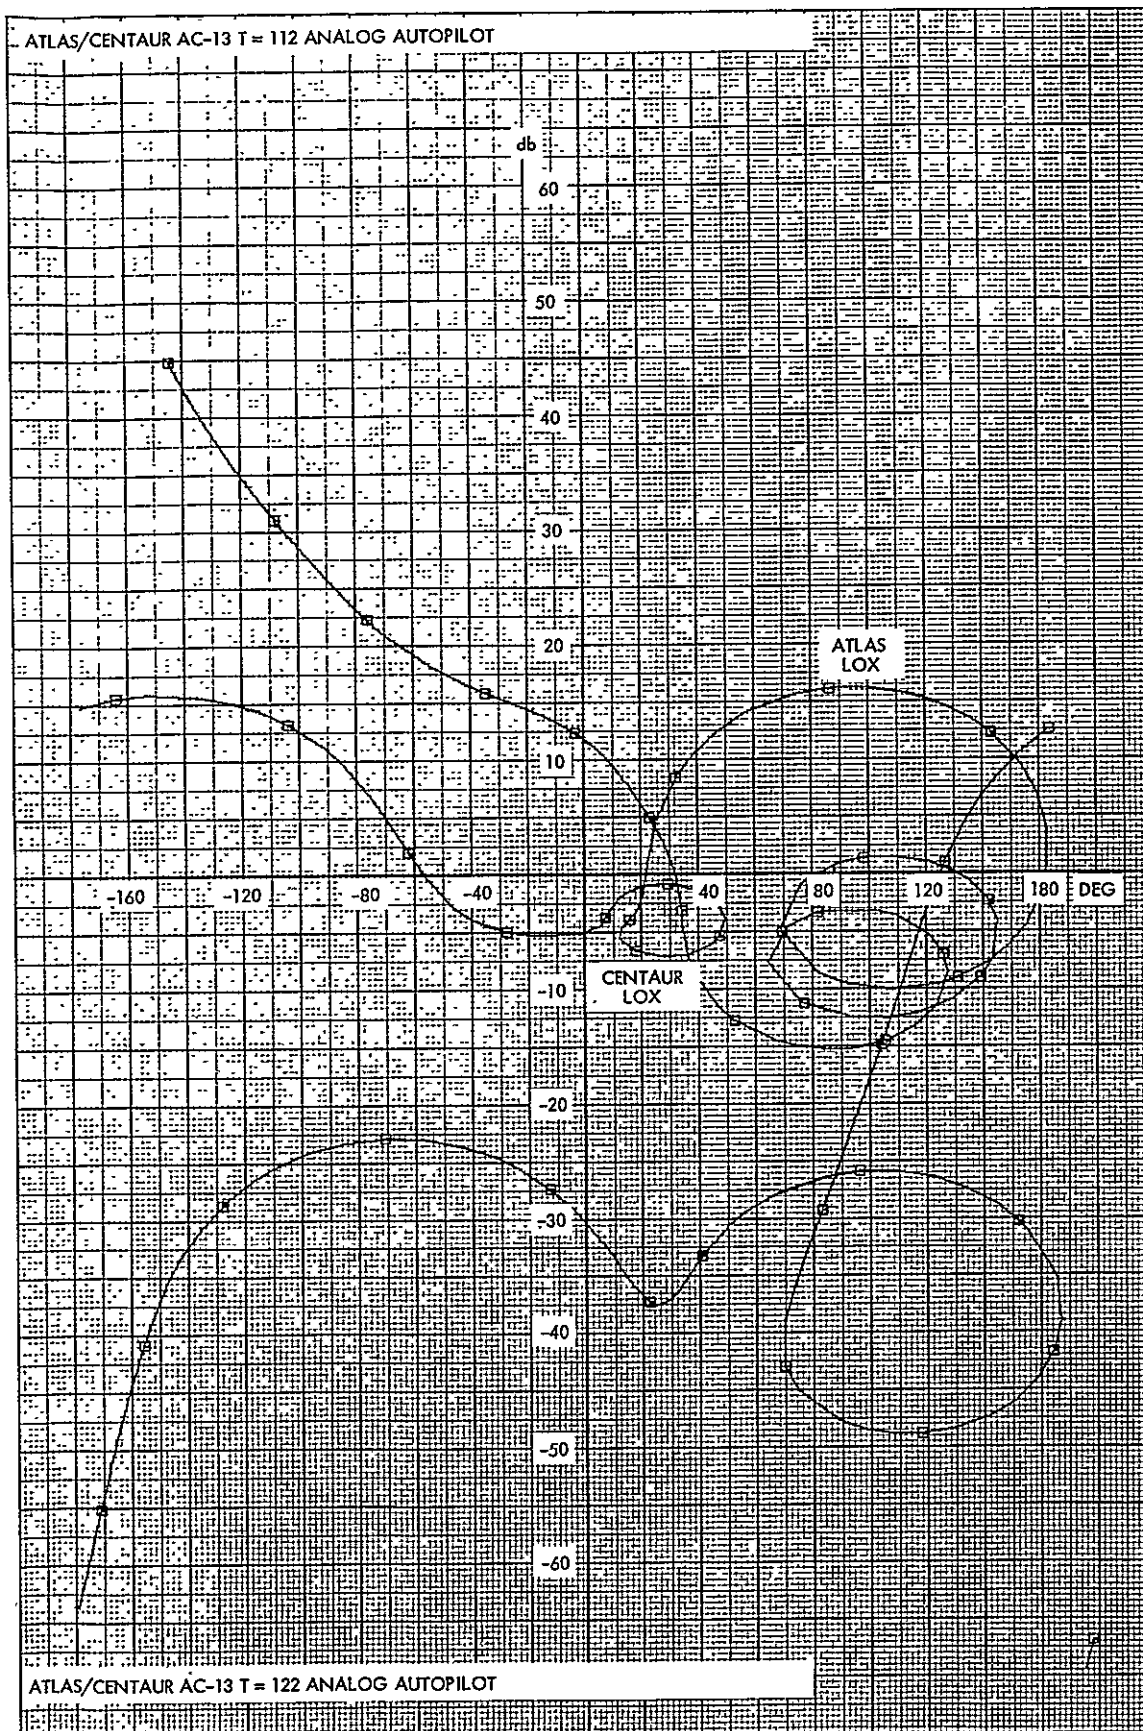 ATLAS/CENTAUR AC-13 T = 112 ANALOG AUTOPILOT
db
60
50
40
30
20
ATLAS
LOX
10
-160 -120 -80 -40 40 80 120 180 DEG
CENTAUR
LOX
-10
-20
-30
-40
-50
-60
ATLAS/CENTAUR AC-13 T = 122 ANALOG AUTOPILOT